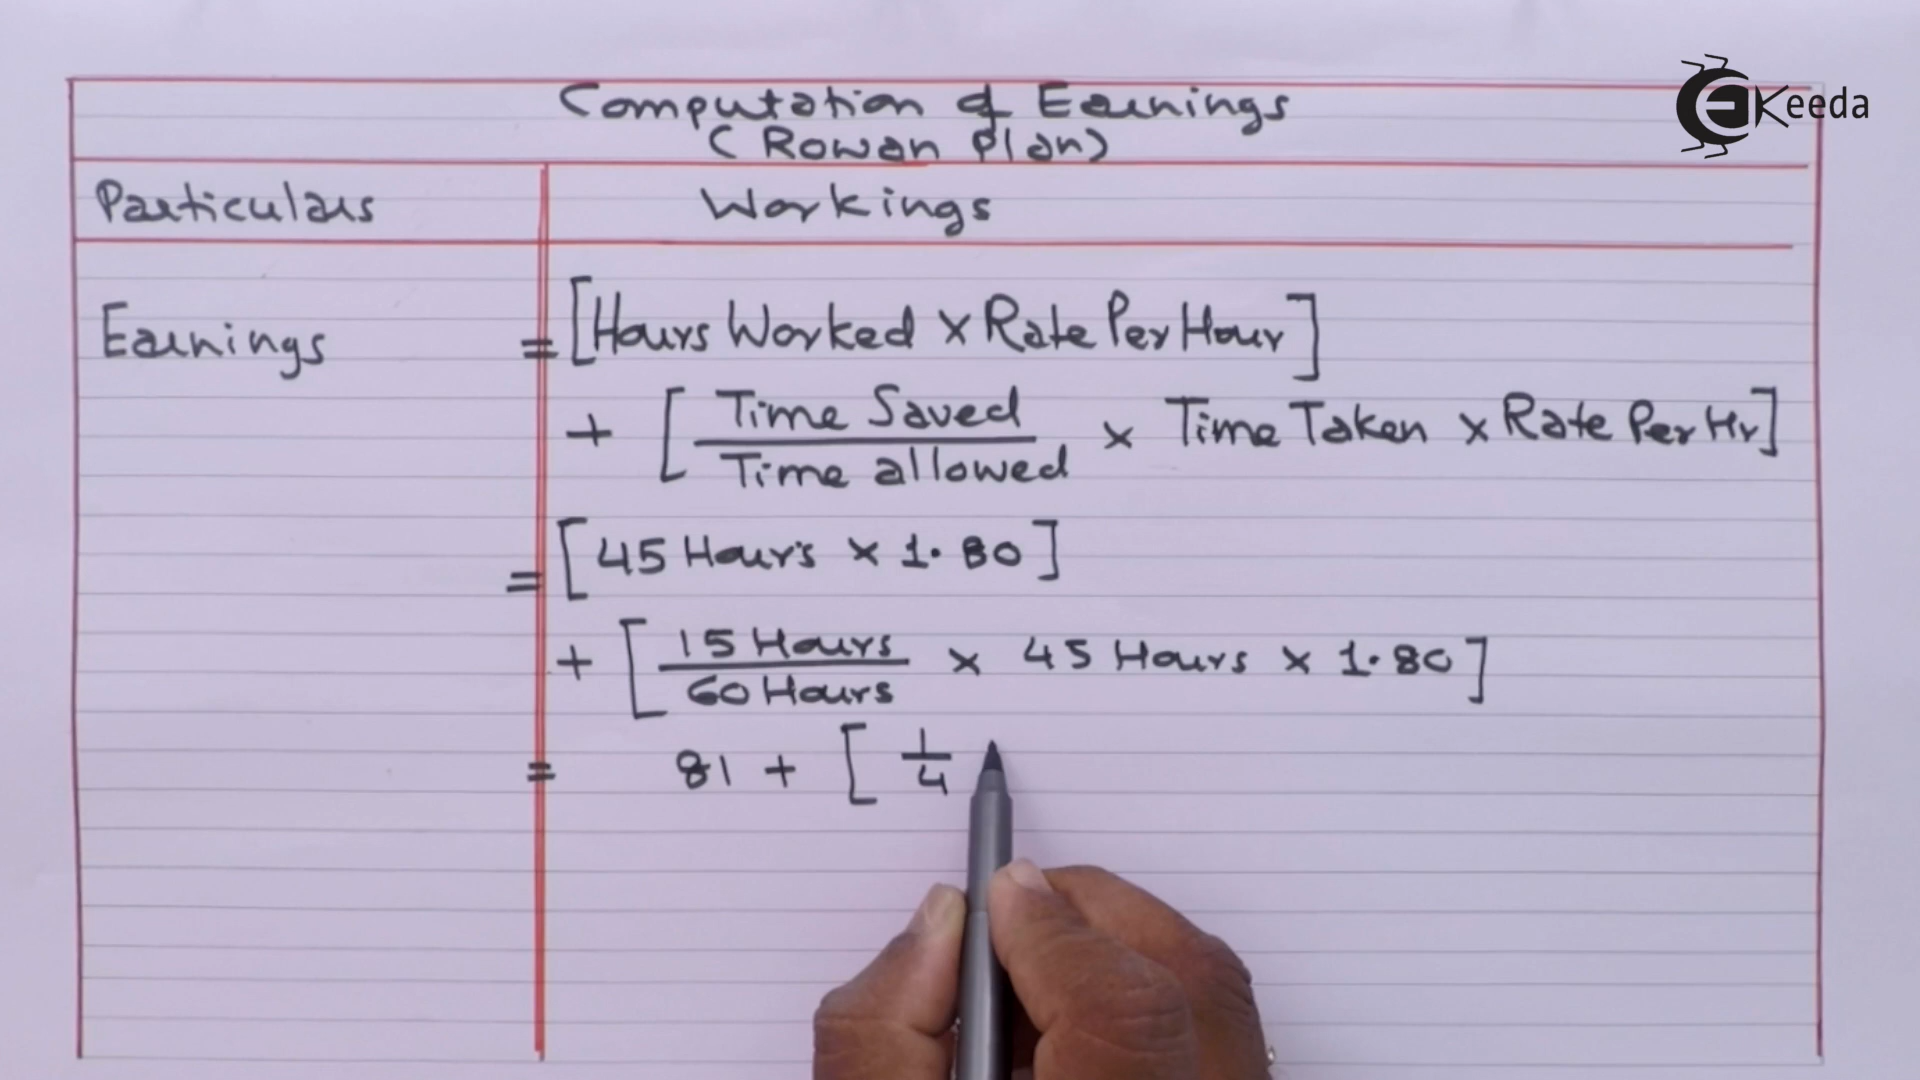 Computation of Earnings
(Rowan Plan)
EKeeda
Particulars Workings
Earnings = [Hours Worked × Rate Per Hour]
+ [ Time Saved / Time allowed × Time Taken × Rate Per Hr]
= [45 Hours × 1.80]
+ [ 15 Hours / 60 Hours × 45 Hours × 1.80]
= 81 + [ 1/4